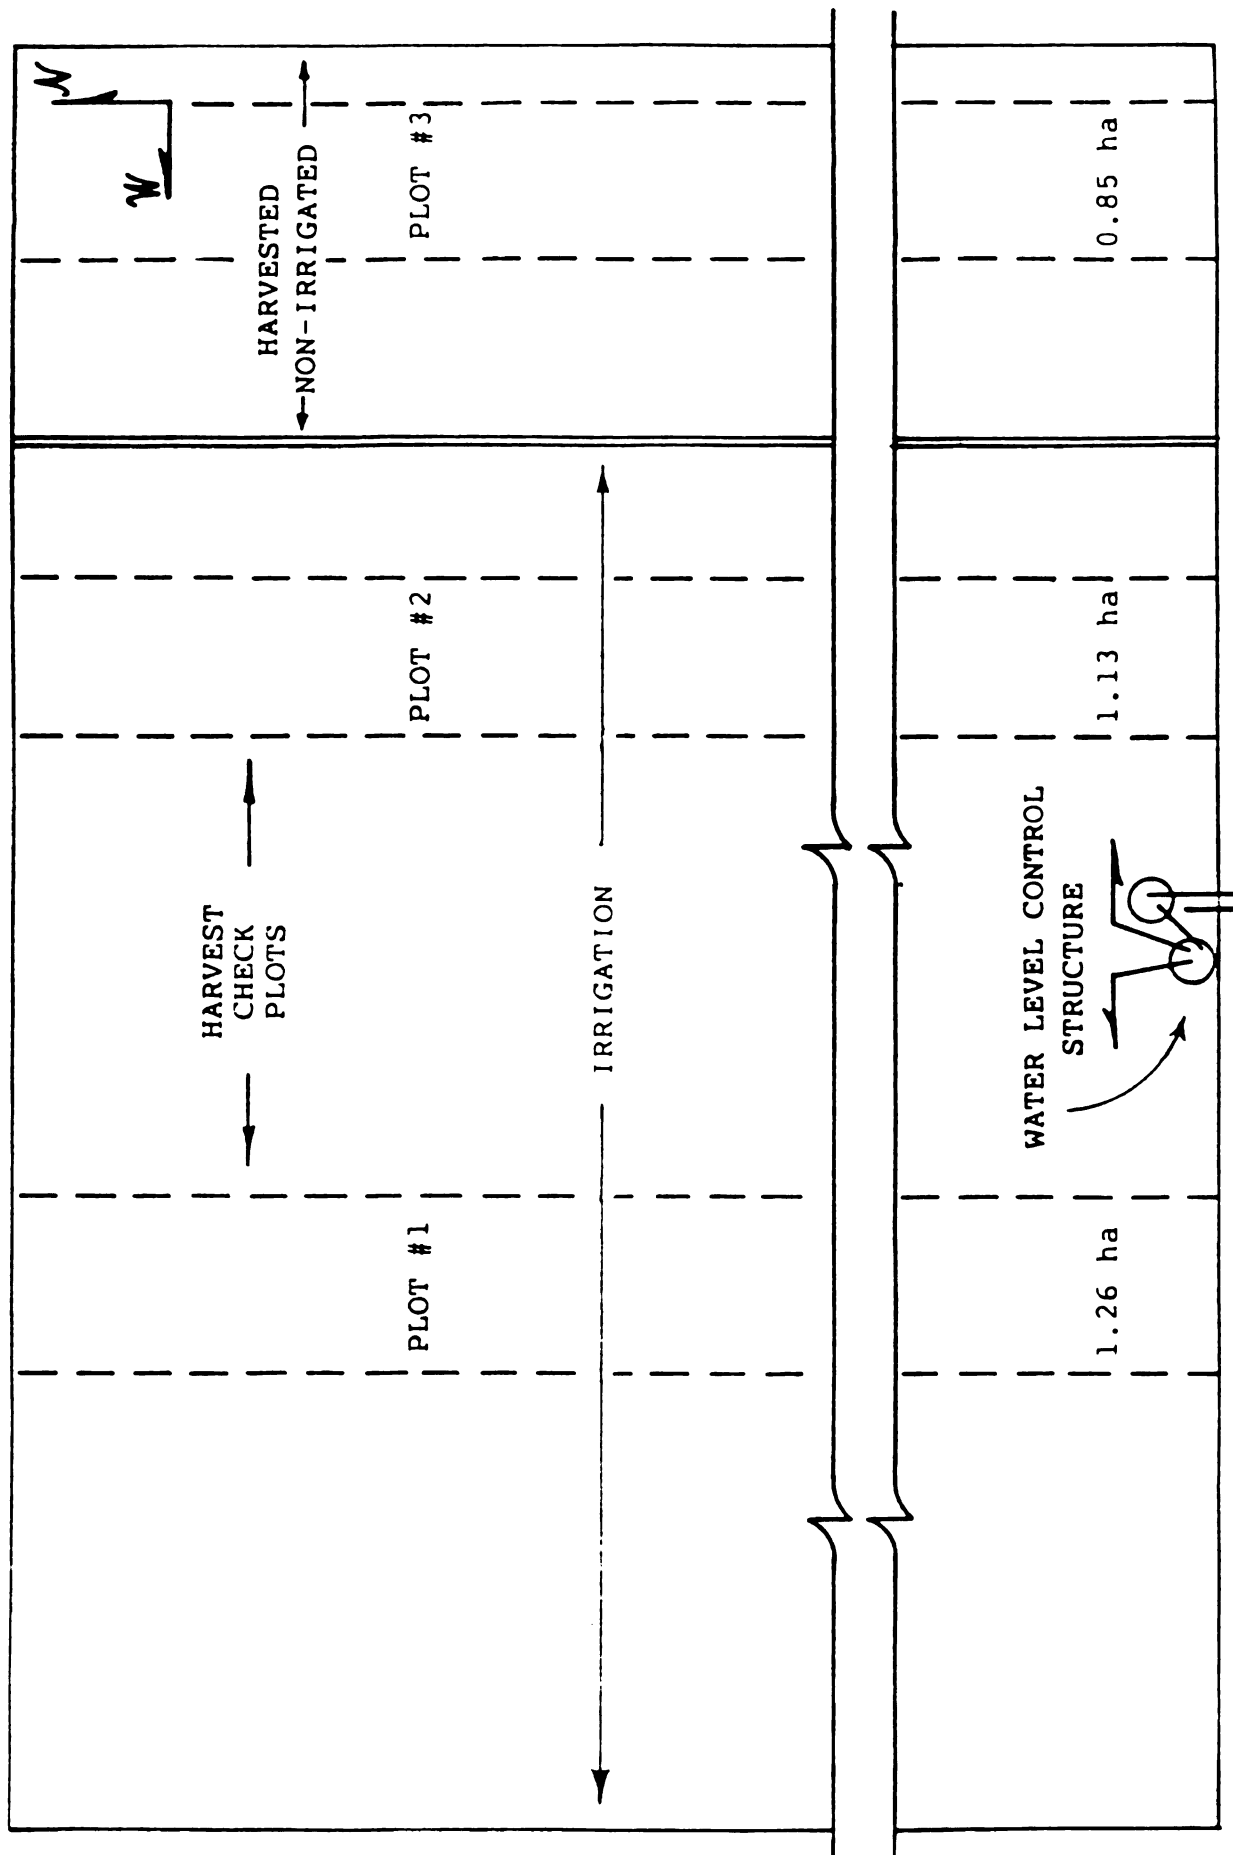 N
W
HARVEST
CHECK
PLOTS
HARVESTED
NON-IRRIGATED
PLOT #1
PLOT #2
PLOT #3
IRRIGATION
WATER LEVEL CONTROL
STRUCTURE
1.26 ha
1.13 ha
0.85 ha